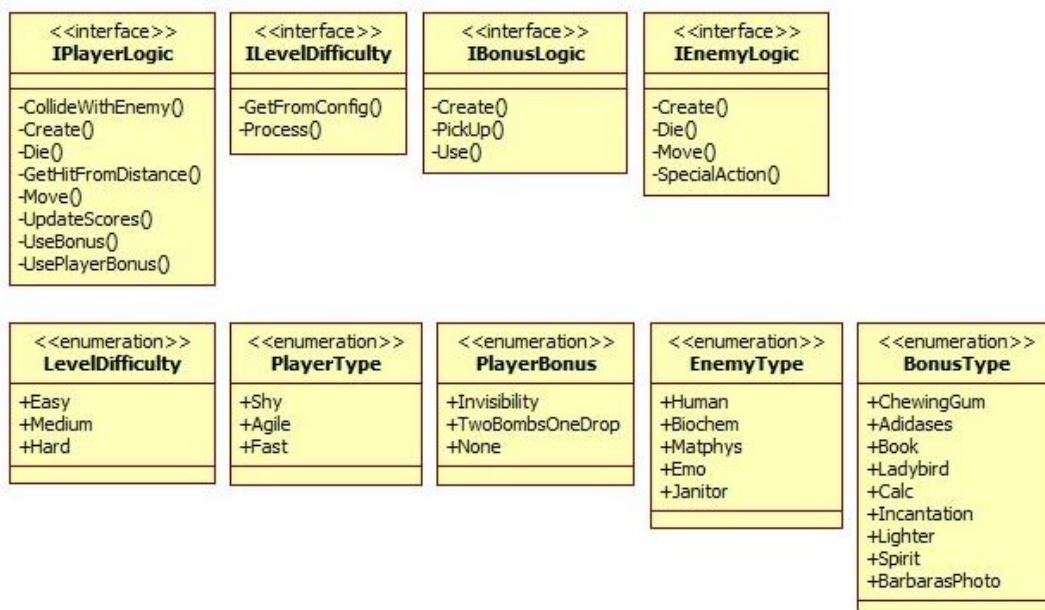 <<interface>>
IPlayerLogic
-CollideWithEnemy()
-Create()
-Die()
-GetHitFromDistance()
-Move()
-UpdateScores()
-UseBonus()
-UsePlayerBonus()
<<interface>>
ILevelDifficulty
-GetFromConfig()
-Process()
<<interface>>
IBonusLogic
-Create()
-PickUp()
-Use()
<<interface>>
IEnemyLogic
-Create()
-Die()
-Move()
-SpecialAction()
<<enumeration>>
LevelDifficulty
+Easy
+Medium
+Hard
<<enumeration>>
PlayerType
+Shy
+Agile
+Fast
<<enumeration>>
PlayerBonus
+Invisibility
+TwoBombsOneDrop
+None
<<enumeration>>
EnemyType
+Human
+Biochem
+Matphys
+Emo
+Janitor
<<enumeration>>
BonusType
+ChewingGum
+Adidases
+Book
+Ladybird
+Calc
+Incantation
+Lighter
+Spirit
+BarbarasPhoto